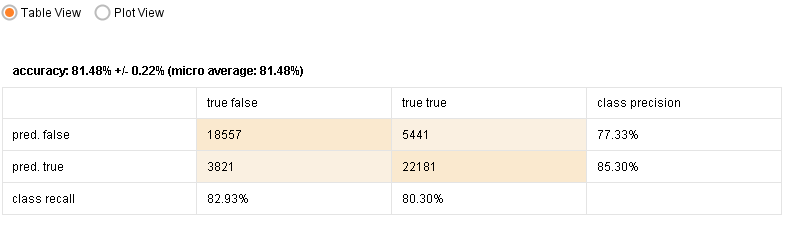 Table View Plot View
accuracy: 81.48% +/- 0.22% (micro average: 81.48%)
true false true true class precision
pred. false 18557 5441 77.33%
pred. true 3821 22181 85.30%
class recall 82.93% 80.30%